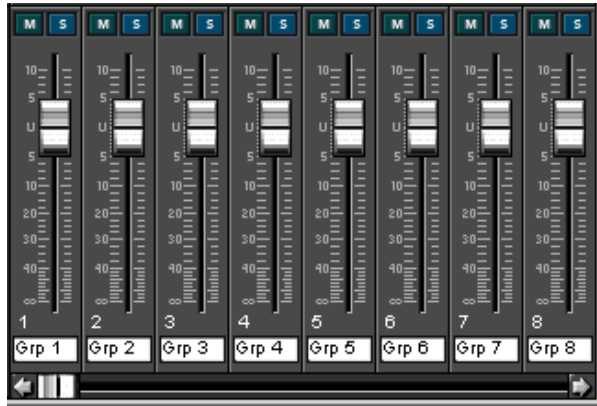 M S M S M S M S M S M S M S M S
10 10 10 10 10 10 10 10
5 5 5 5 5 5 5 5
U U U U U U U U
5 5 5 5 5 5 5 5
10 10 10 10 10 10 10 10
20 20 20 20 20 20 20 20
30 30 30 30 30 30 30 30
40 40 40 40 40 40 40 40
∞ ∞ ∞ ∞ ∞ ∞ ∞ ∞
1 2 3 4 5 6 7 8
Grp 1 Grp 2 Grp 3 Grp 4 Grp 5 Grp 6 Grp 7 Grp 8